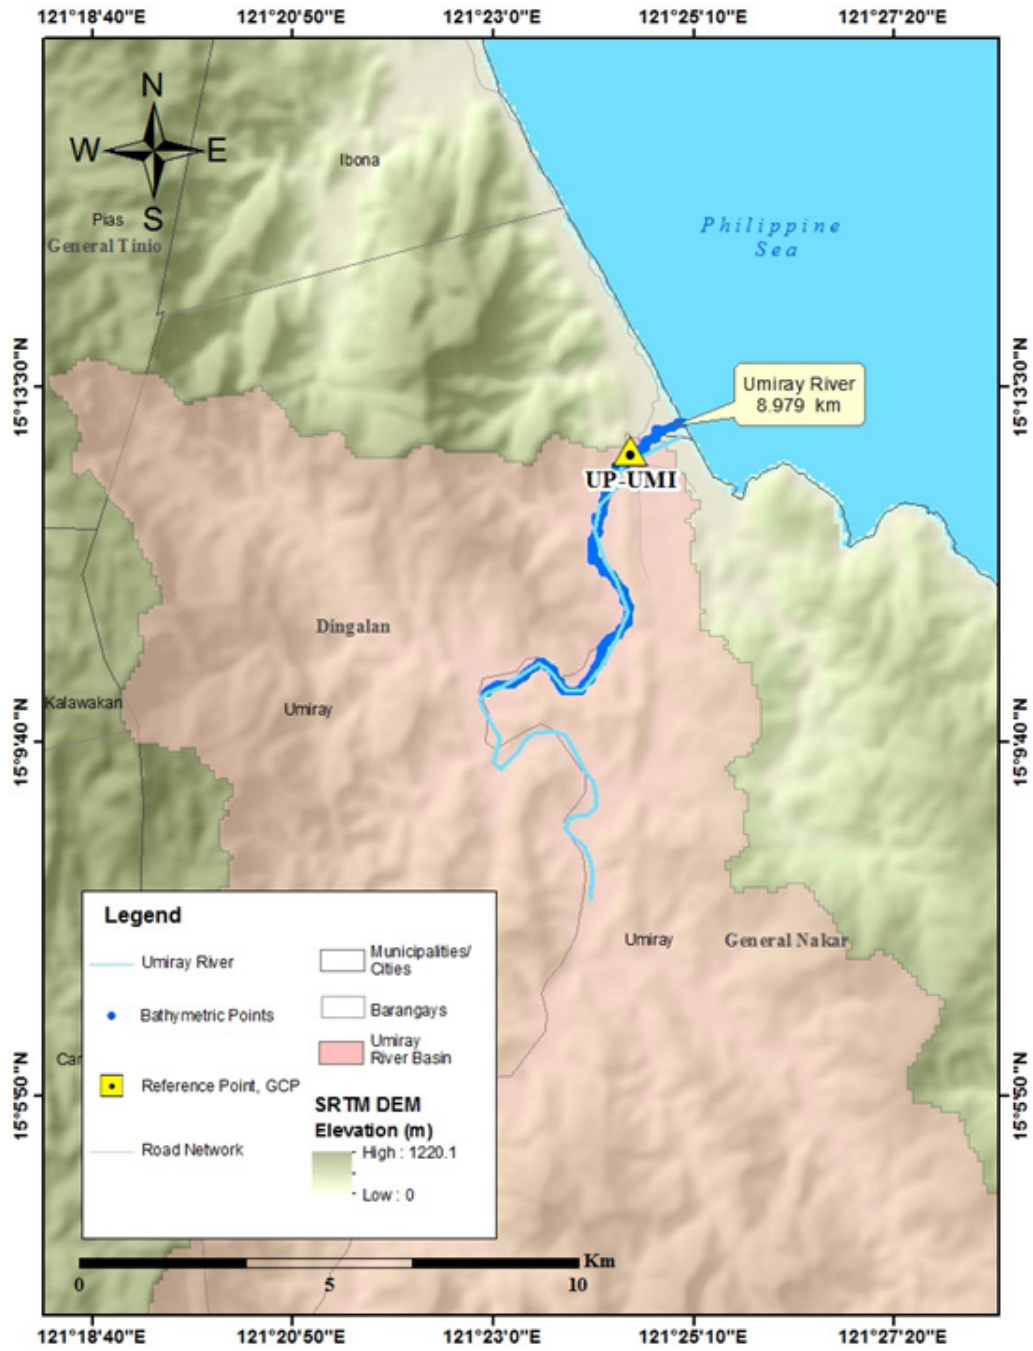 121°18'40"E
121°20'50"E
121°23'0"E
121°25'10"E
121°27'20"E
N
W
E
S
Ibona
Pias
General Tinio
Philippine
Sea
15°13'30"N
15°13'30"N
Umiray River
8.979 km
UP-UMI
Dingalan
Kalawakan
Umiray
15°9'40"N
15°9'40"N
Umiray
General Nakar
Legend
Umiray River
Bathymetric Points
Reference Point, GCP
Road Network
Municipalities/
Cities
Barangays
Umiray
River Basin
SRTM DEM
Elevation (m)
High : 1220.1
Low : 0
Car
15°5'50"N
15°5'50"N
Km
0
5
10
121°18'40"E
121°20'50"E
121°23'0"E
121°25'10"E
121°27'20"E